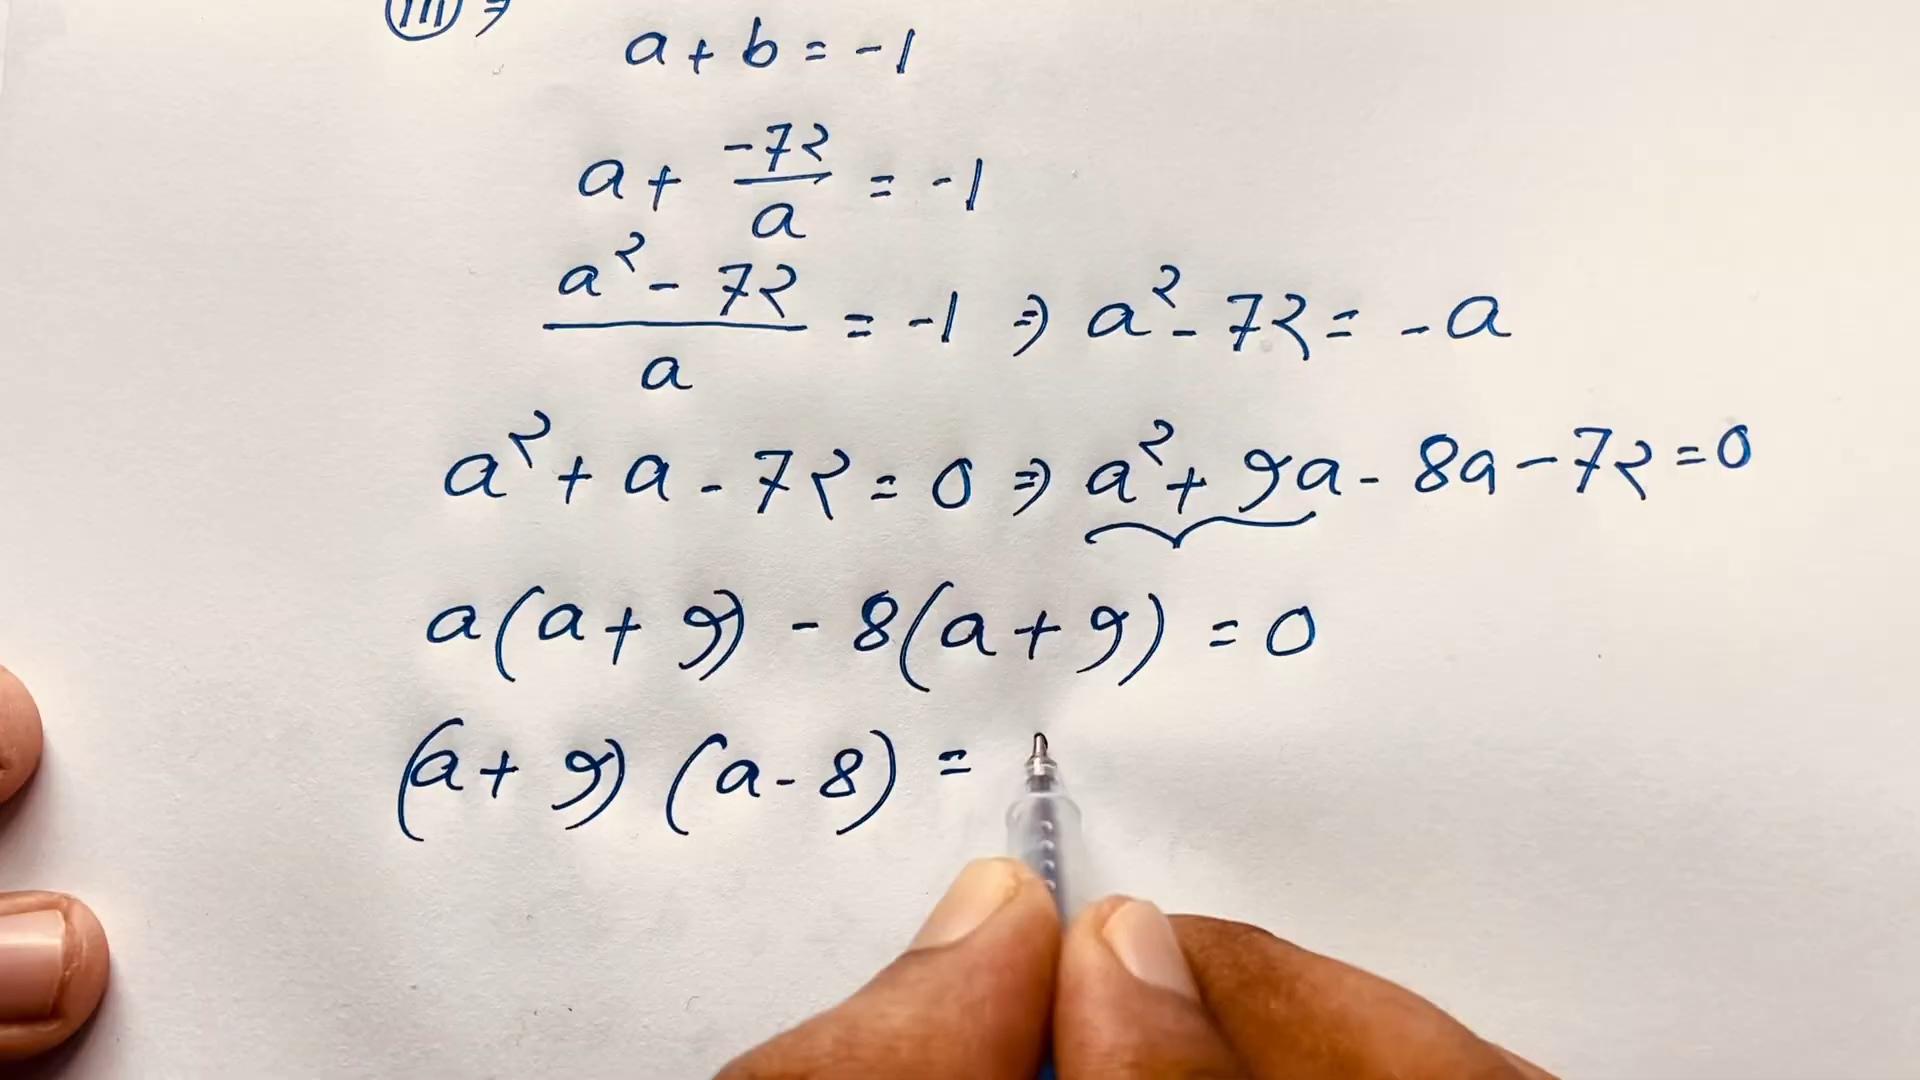 (III) ⇒
a + b = -1
a + -72/a = -1
(a² - 72)/a = -1 ⇒ a² - 72 = -a
a² + a - 72 = 0 ⇒ a² + 9a - 8a - 72 = 0
a(a + 9) - 8(a + 9) = 0
(a + 9) (a - 8) =